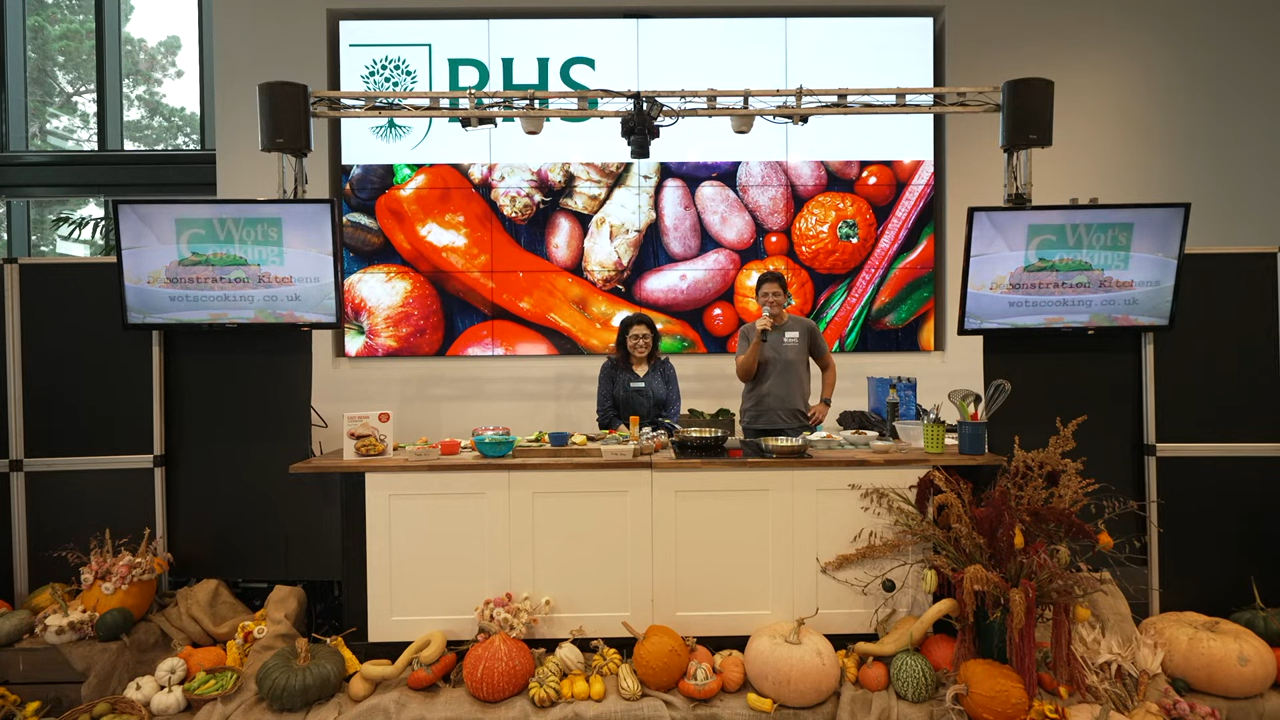 RHS
Wot's
Cooking
Demonstration Kitchens
wotscooking.co.uk
Wot's
Cooking
Demonstration Kitchens
wotscooking.co.uk